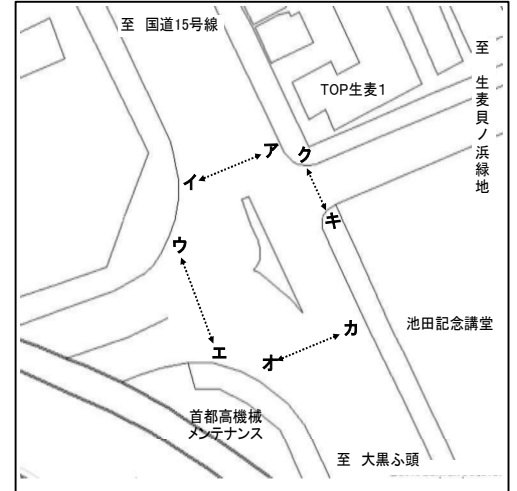 至 国道15号線
至 生麦貝ノ浜緑地
TOP生麦1
ア
ク
イ
キ
ウ
カ
池田記念講堂
エ
オ
首都高機械
メンテナンス
至 大黒ふ頭